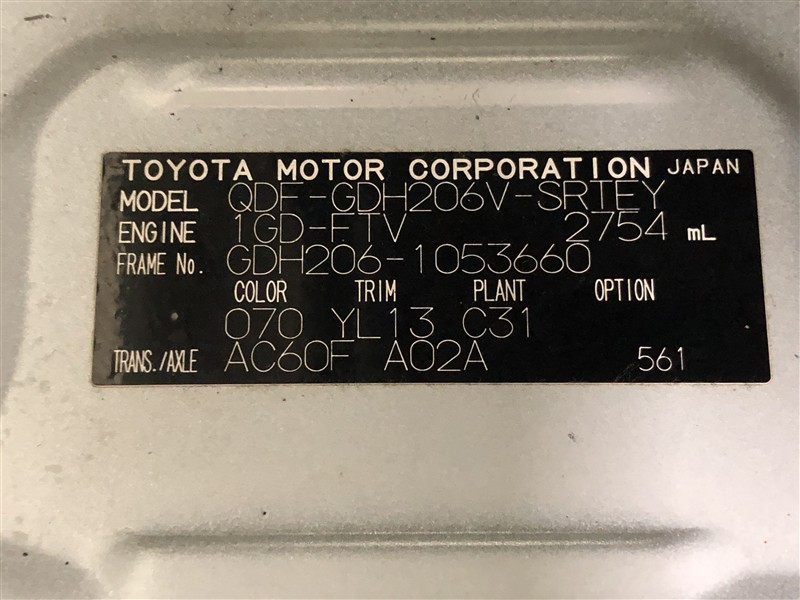 TOYOTA MOTOR CORPORATION JAPAN
MODEL QDF-GDH206V-SRTEY
ENGINE 1GD-FTV 2754 mL
FRAME No. GDH206-1053660
COLOR TRIM PLANT OPTION
070 YL13 C31
TRANS./AXLE AC60F A02A 561